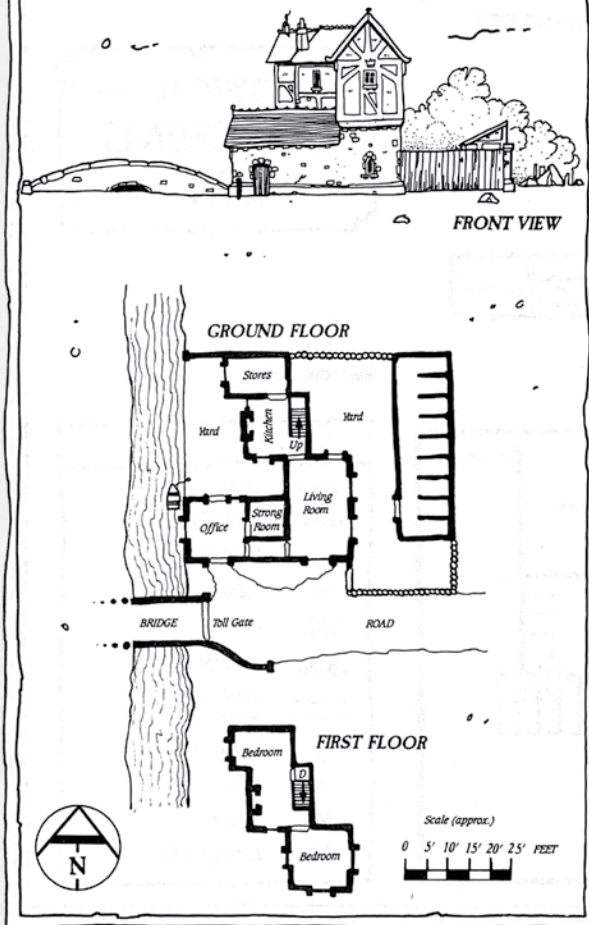 FRONT VIEW
GROUND FLOOR
Stores
Yard
Kitchen
Yard
Up
Living
Room
Office
Strong
Room
BRIDGE
Toll Gate
ROAD
FIRST FLOOR
Bedroom
D
Bedroom
Scale (approx.)
0 5' 10' 15' 20' 25' FEET
N